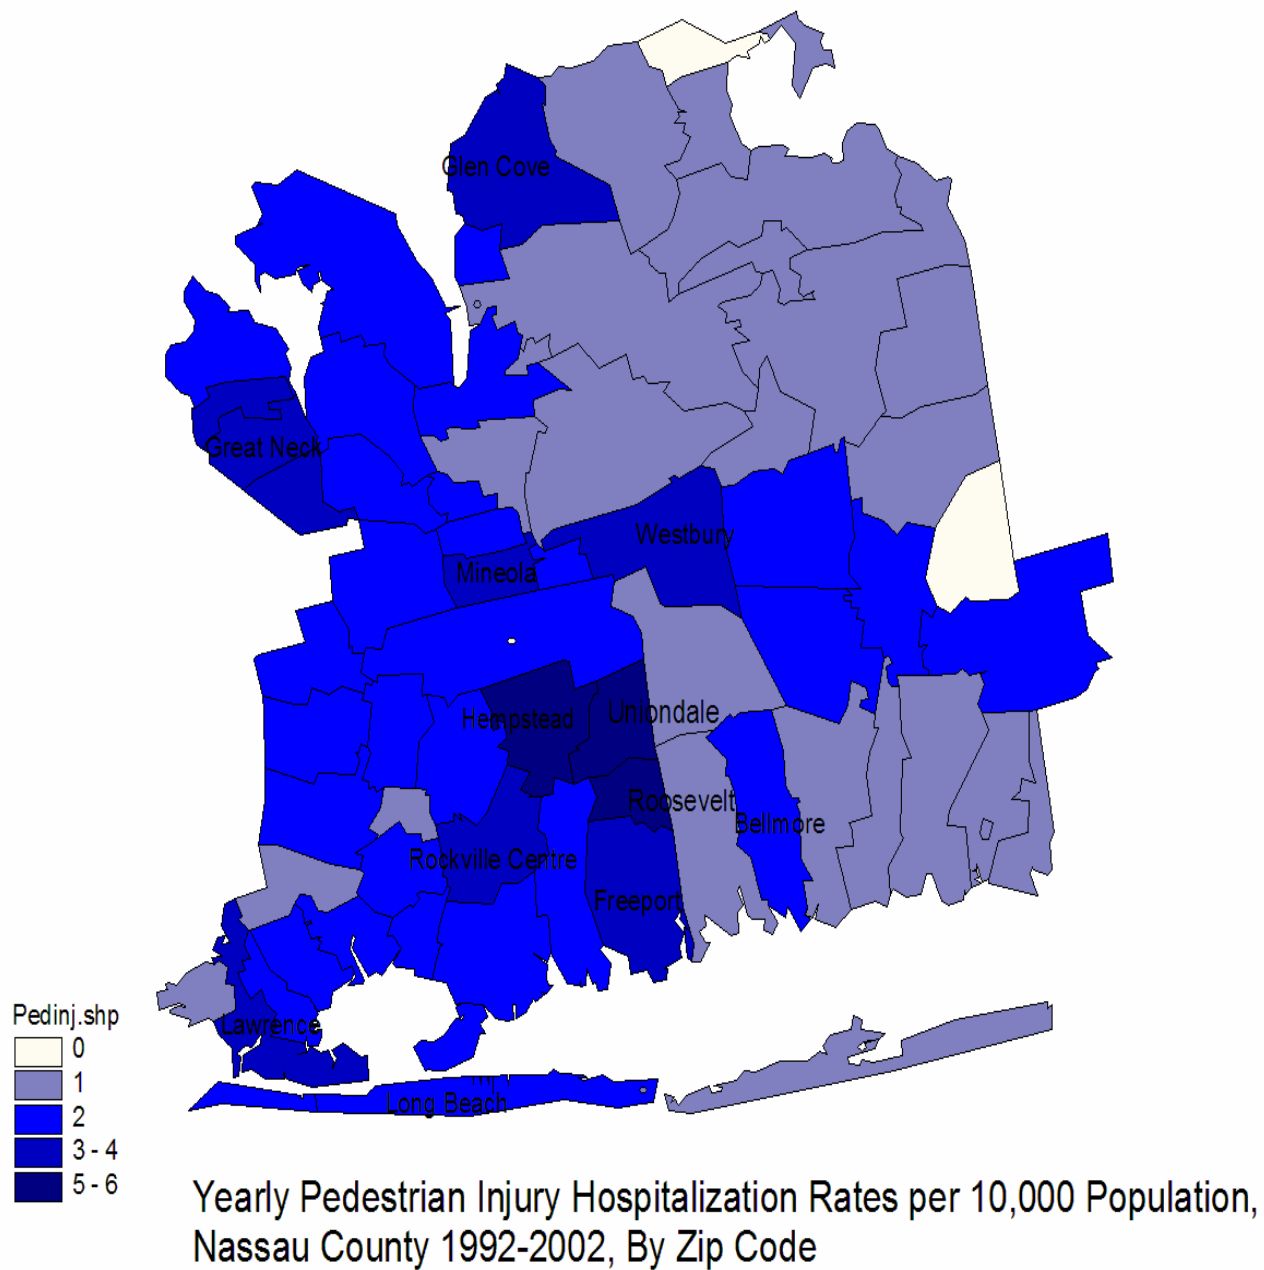 Glen Cove
Great Neck
Westbury
Mineola
Hempstead
Uniondale
Roosevelt
Bellmore
Rockville Centre
Freeport
Lawrence
Long Beach
Pedinj.shp
0
1
2
3 - 4
5 - 6
Yearly Pedestrian Injury Hospitalization Rates per 10,000 Population,
Nassau County 1992-2002, By Zip Code